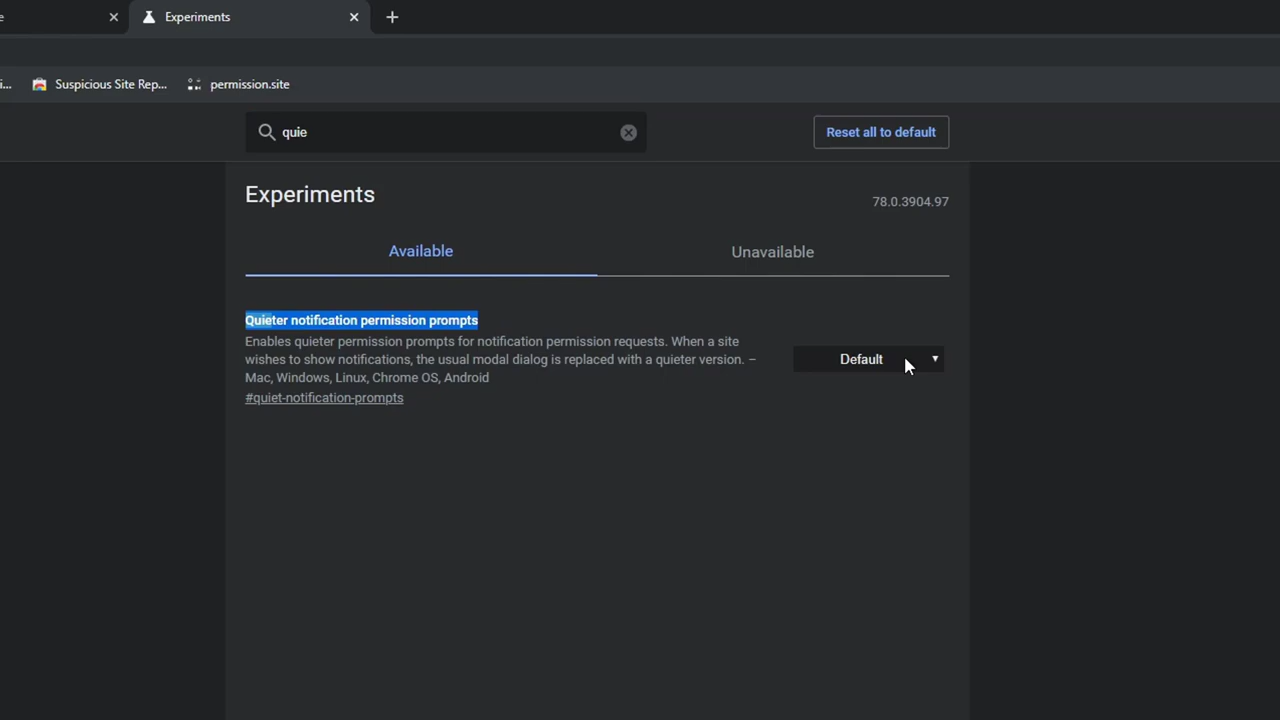 e
Experiments
i...
Suspicious Site Rep...
permission.site
quie
Reset all to default
Experiments
78.0.3904.97
Available
Unavailable
Quieter notification permission prompts
Enables quieter permission prompts for notification permission requests. When a site
wishes to show notifications, the usual modal dialog is replaced with a quieter version. –
Mac, Windows, Linux, Chrome OS, Android
Default
#quiet-notification-prompts